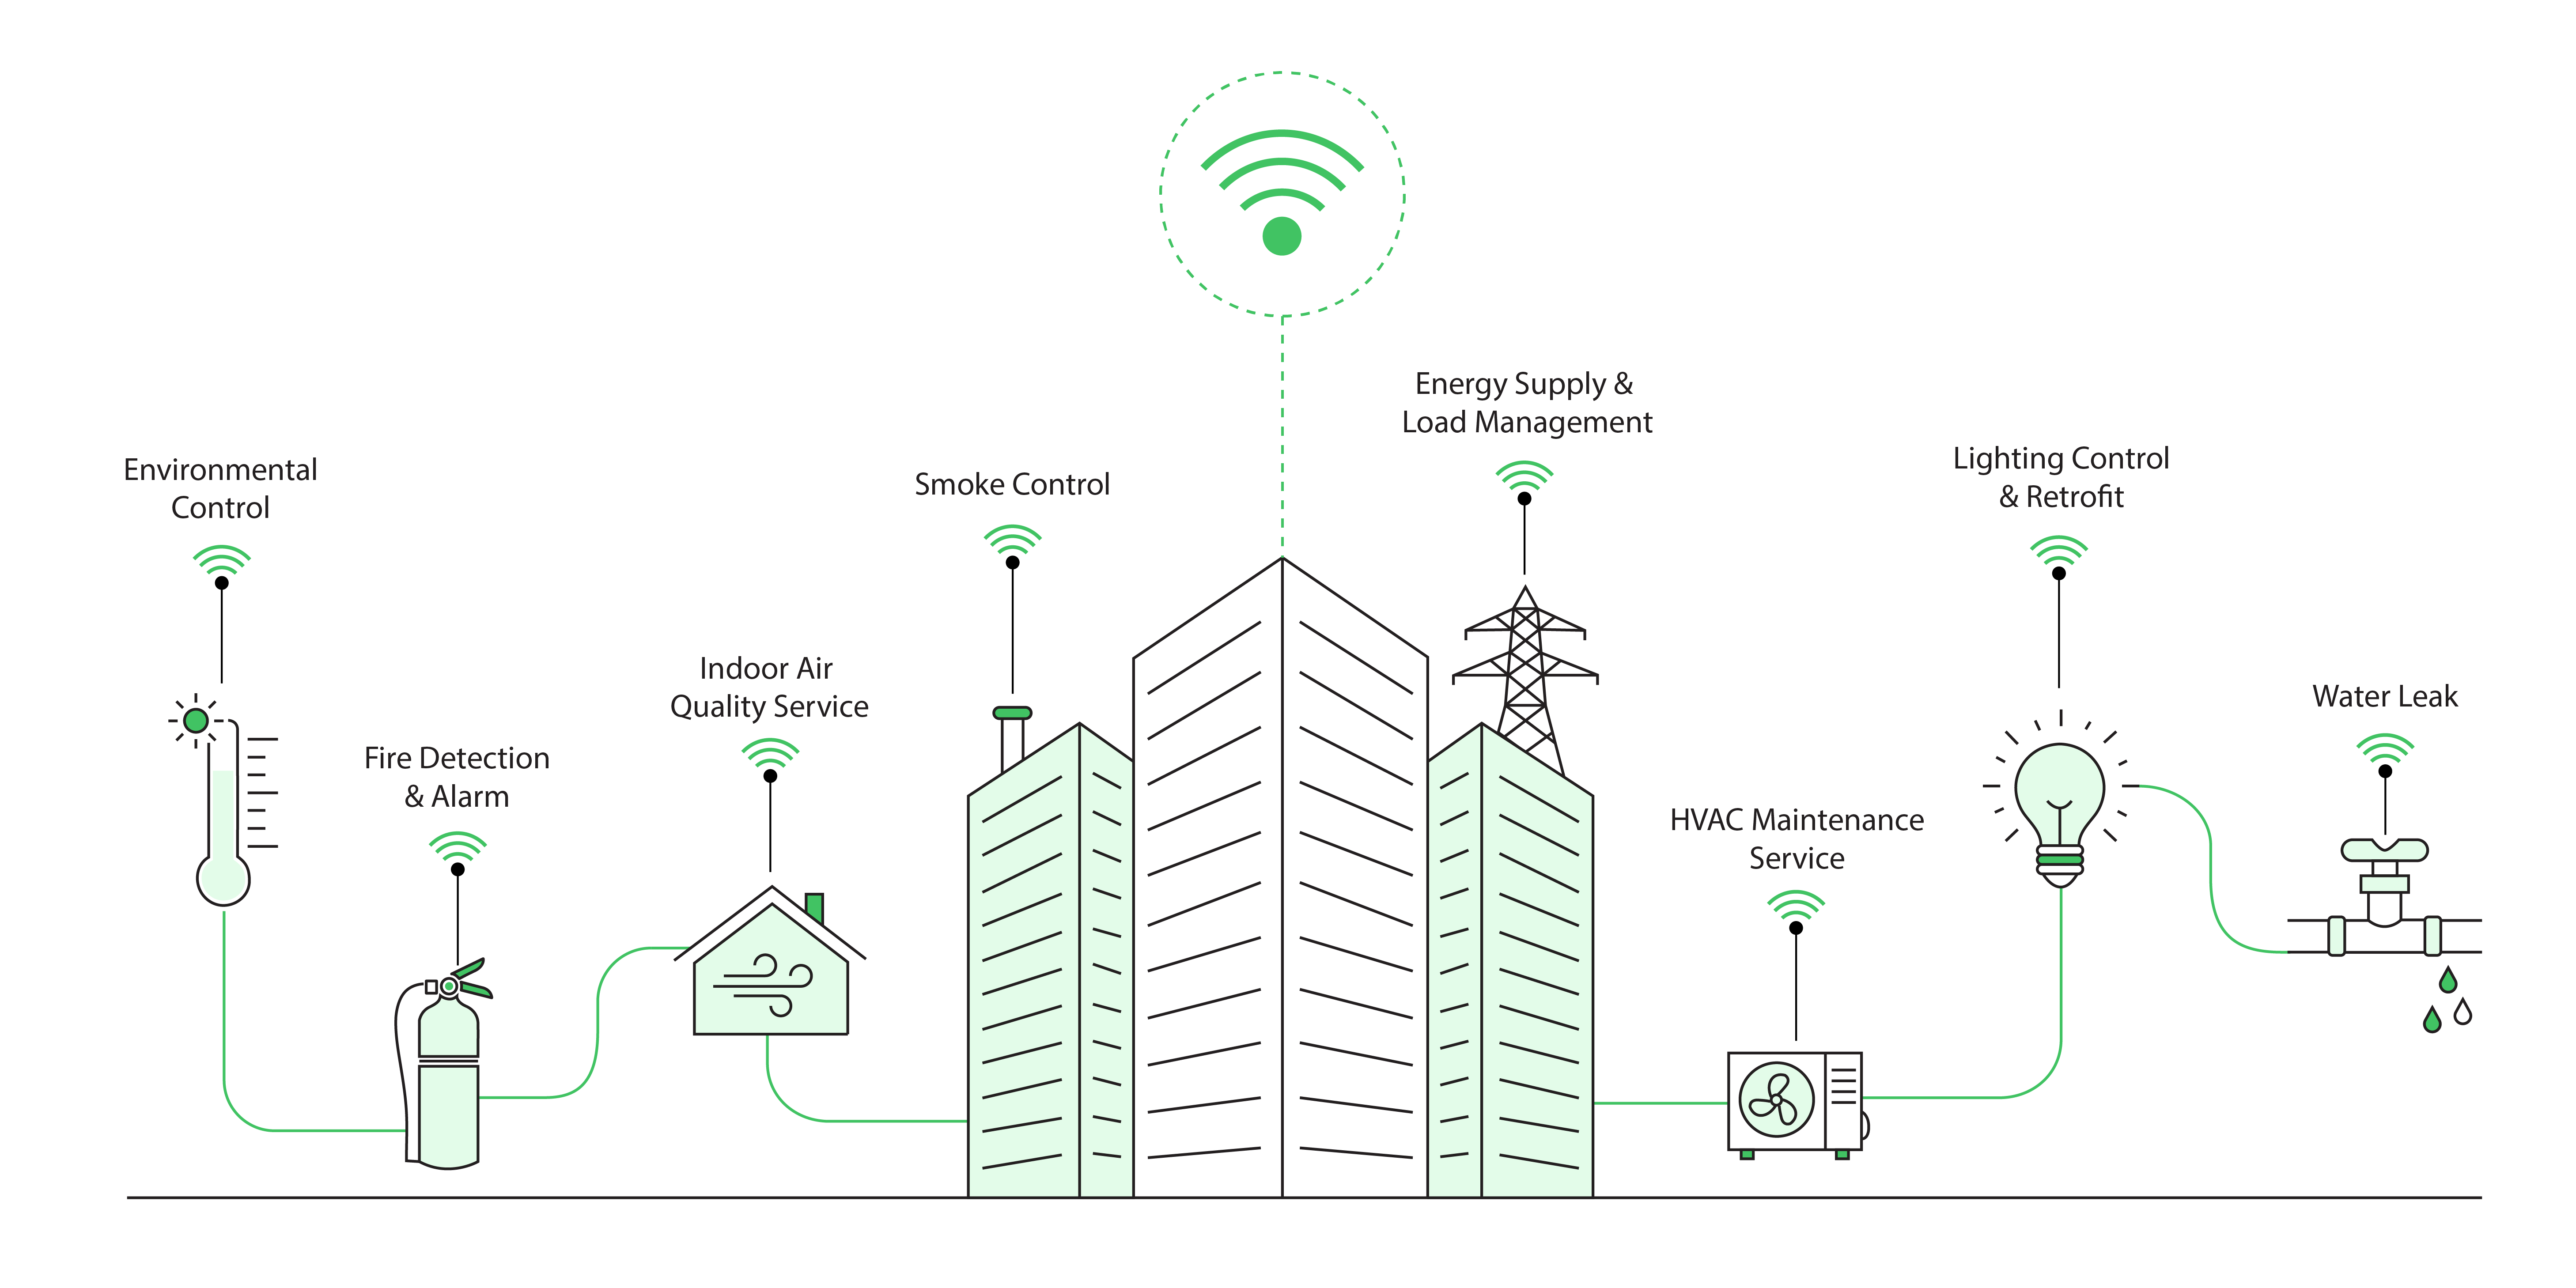 Environmental
Control
Fire Detection
& Alarm
Indoor Air
Quality Service
Smoke Control
Energy Supply &
Load Management
HVAC Maintenance
Service
Lighting Control
& Retrofit
Water Leak